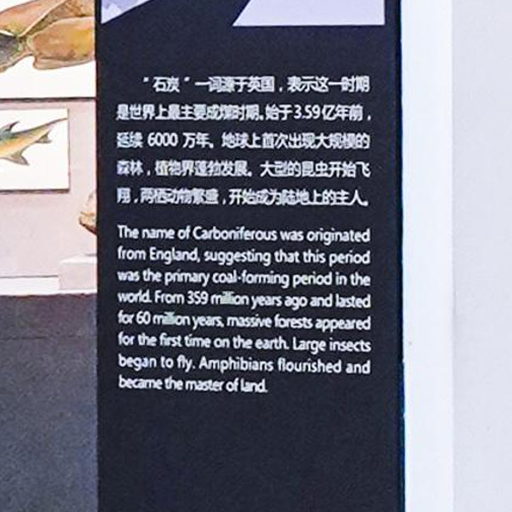 “石炭”一词源于英国，表示这一时期
是世界上最主要成煤时期。始于3.59亿年前，
延续 6000 万年。地球上首次出现大规模的
森林，植物界蓬勃发展。大型的昆虫开始飞
翔，两栖动物繁盛，开始成为陆地上的主人。
The name of Carboniferous was originated
from England, suggesting that this period
was the primary coal-forming period in the
world. From 359 million years ago and lasted
for 60 million years, massive forests appeared
for the first time on the earth. Large insects
began to fly. Amphibians flourished and
became the master of land.